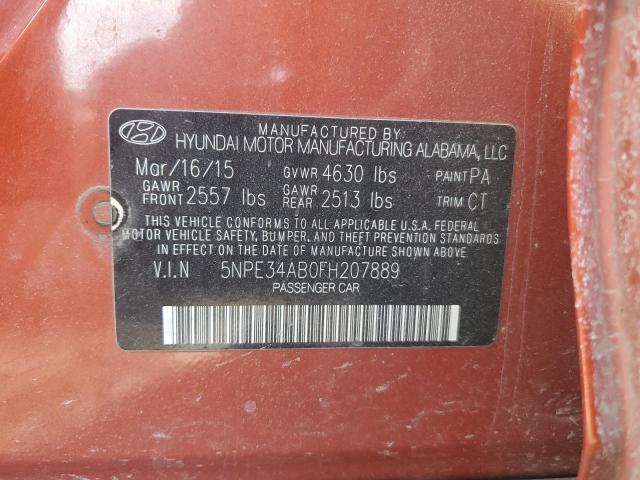 MANUFACTURED BY
HYUNDAI MOTOR MANUFACTURING ALABAMA, LLC
Mar/16/15 GVWR 4630 lbs PAINT PA
GAWR FRONT 2557 lbs GAWR REAR 2513 lbs TRIM CT
THIS VEHICLE CONFORMS TO ALL APPLICABLE U.S.A. FEDERAL
MOTOR VEHICLE SAFETY, BUMPER, AND THEFT PREVENTION STANDARDS
IN EFFECT ON THE DATE OF MANUFACTURE SHOWN ABOVE.
V.I.N 5NPE34AB0FH207889
PASSENGER CAR